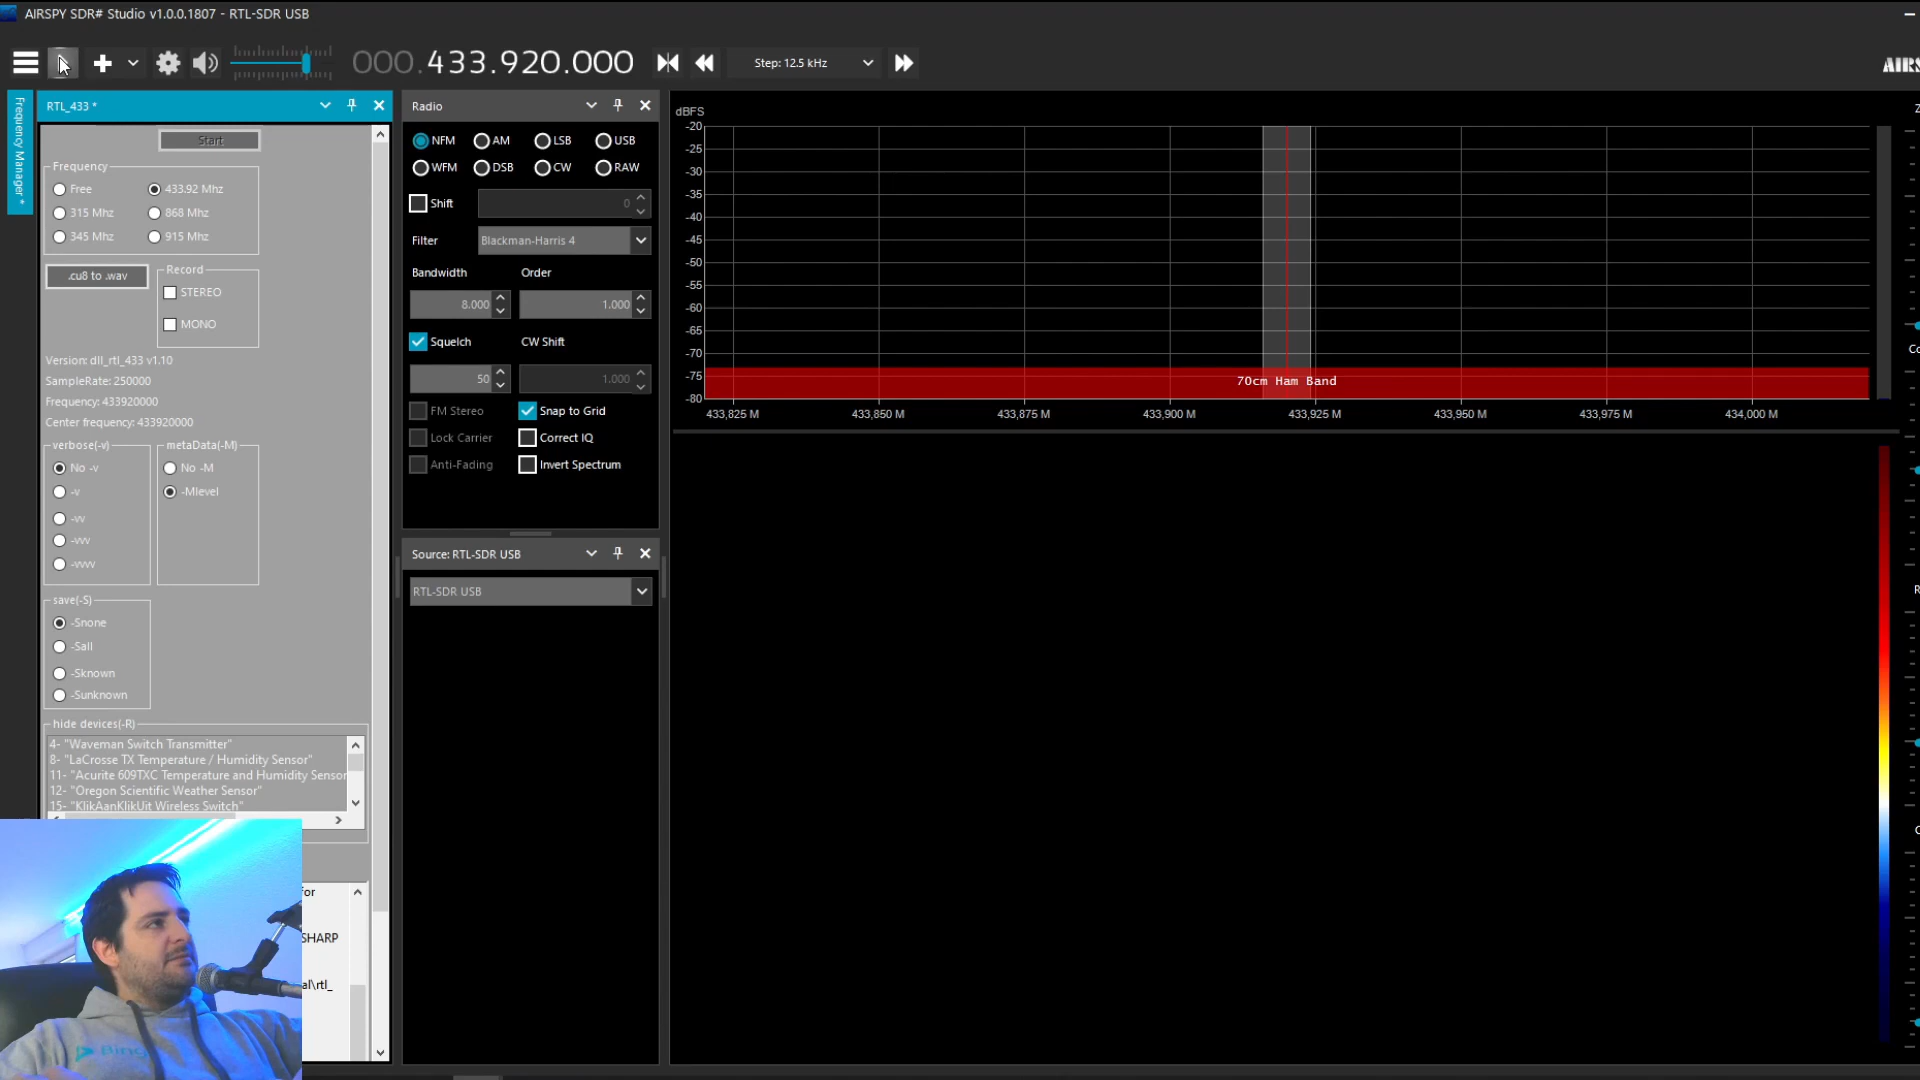 AIRSPY SDR# Studio v1.0.0.1807 - RTL-SDR USB
000.433.920.000
Step: 12.5 kHz
Frequency Manager *
RTL_433 *
Start
Frequency
Free
433.92 Mhz
315 Mhz
868 Mhz
345 Mhz
915 Mhz
.cu8 to .wav
Record
STEREO
MONO
Version: dll_rtl_433 v1.10
SampleRate: 250000
Frequency: 433920000
Center frequency: 433920000
verbose(-v)
No -v
-v
-vv
-vvv
-vvvv
metaData(-M)
No -M
-Mlevel
save(-S)
-Snone
-Sall
-Sknown
-Sunknown
hide devices(-R)
4- "Waveman Switch Transmitter"
8- "LaCrosse TX Temperature / Humidity Sensor"
11- "Acurite 609TXC Temperature and Humidity Sensor
12- "Oregon Scientific Weather Sensor"
15- "KlikAanKlikUit Wireless Switch"
for
SHARP
al\rtl_
Radio
NFM AM LSB USB
WFM DSB CW RAW
Shift 0
Filter Blackman-Harris 4
Bandwidth Order
8.000 1.000
Squelch CW Shift
50 1.000
FM Stereo Snap to Grid
Lock Carrier Correct IQ
Anti-Fading Invert Spectrum
Source: RTL-SDR USB
RTL-SDR USB
dBFS
-20
-25
-30
-35
-40
-45
-50
-55
-60
-65
-70
-75
-80
70cm Ham Band
433,825 M 433,850 M 433,875 M 433,900 M 433,925 M 433,950 M 433,975 M 434,000 M